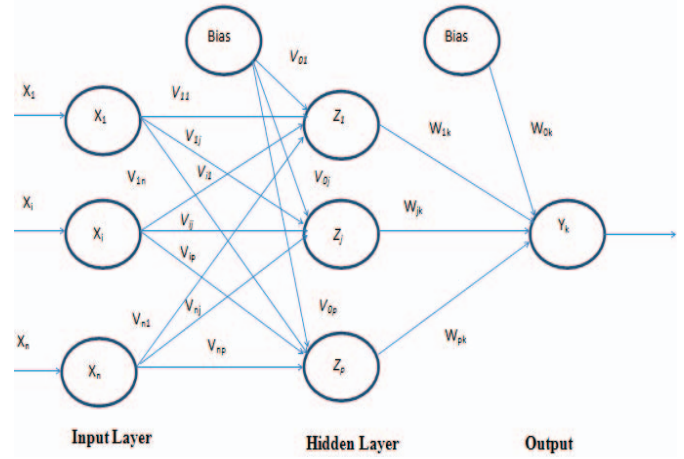 Bias
Bias
V01
X1
V11
X1
Z1
W1k
W0k
V1j
V1n
Vi1
V0j
Xi
Vij
Wjk
Xi
Zj
Yk
Vip
Vn1
Vnj
V0p
Xn
Vnp
Wpk
Xn
Zp
Input Layer
Hidden Layer
Output